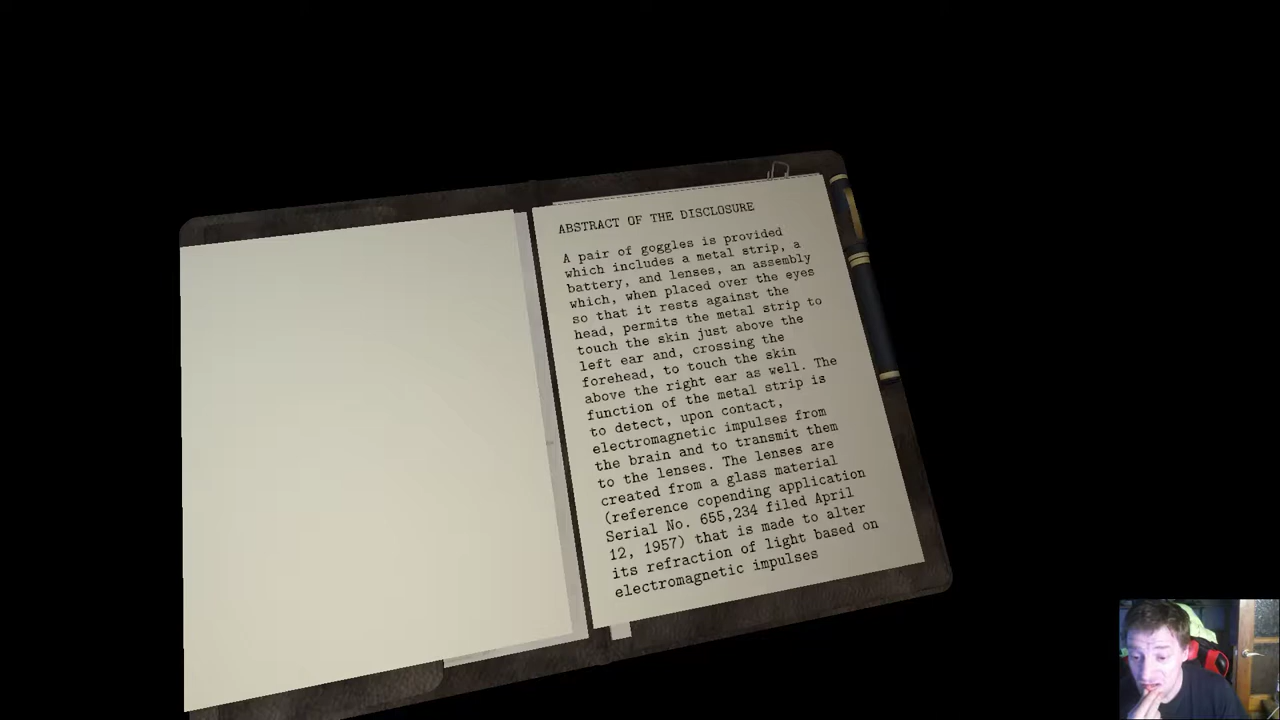 ABSTRACT OF THE DISCLOSURE
A pair of goggles is provided
which includes a metal strip, a
battery, and lenses, an assembly
which, when placed over the eyes
so that it rests against the
head, permits the metal strip to
touch the skin just above the
left ear and, crossing the
forehead, to touch the skin
above the right ear as well. The
function of the metal strip is
to detect, upon contact,
electromagnetic impulses from
the brain and to transmit them
to the lenses. The lenses are
created from a glass material
(reference copending application
Serial No. 655,234 filed April
12, 1957) that is made to alter
its refraction of light based on
electromagnetic impulses